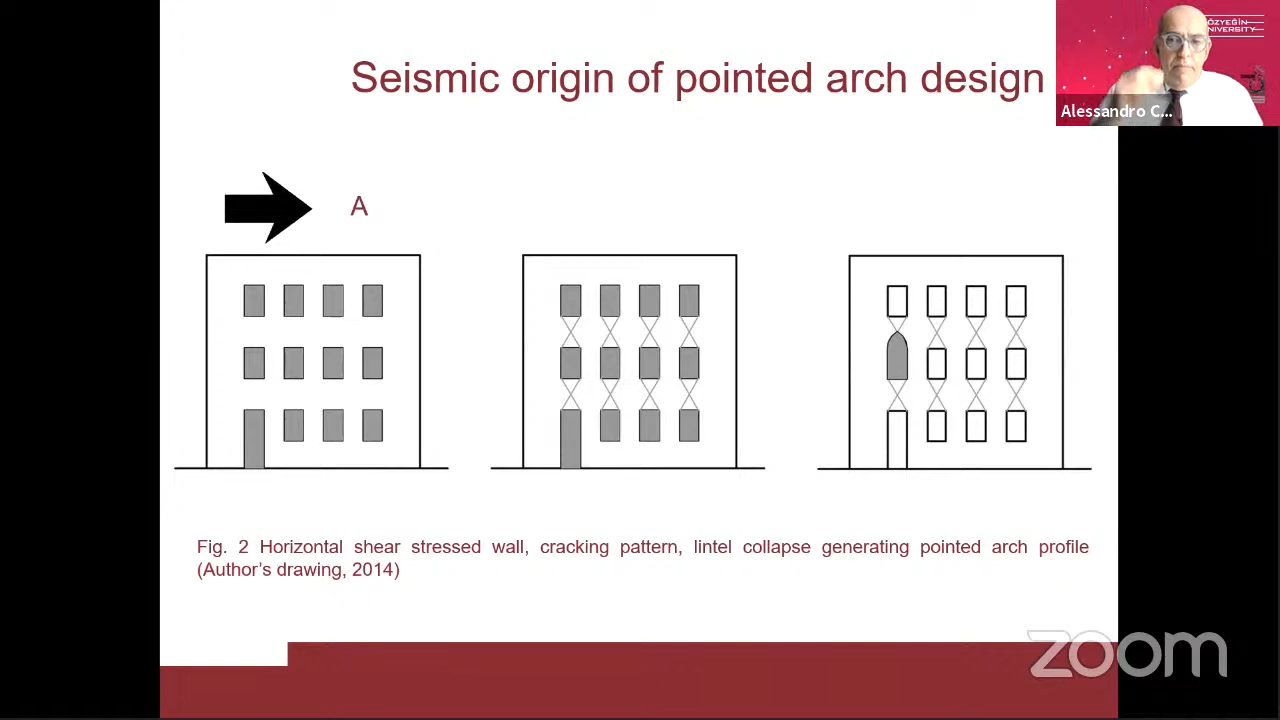 Seismic origin of pointed arch design
ÖZYEĞİN
UNIVERSITY
Alessandro C...
A
Fig. 2 Horizontal shear stressed wall, cracking pattern, lintel collapse generating pointed arch profile
(Author's drawing, 2014)
zoom